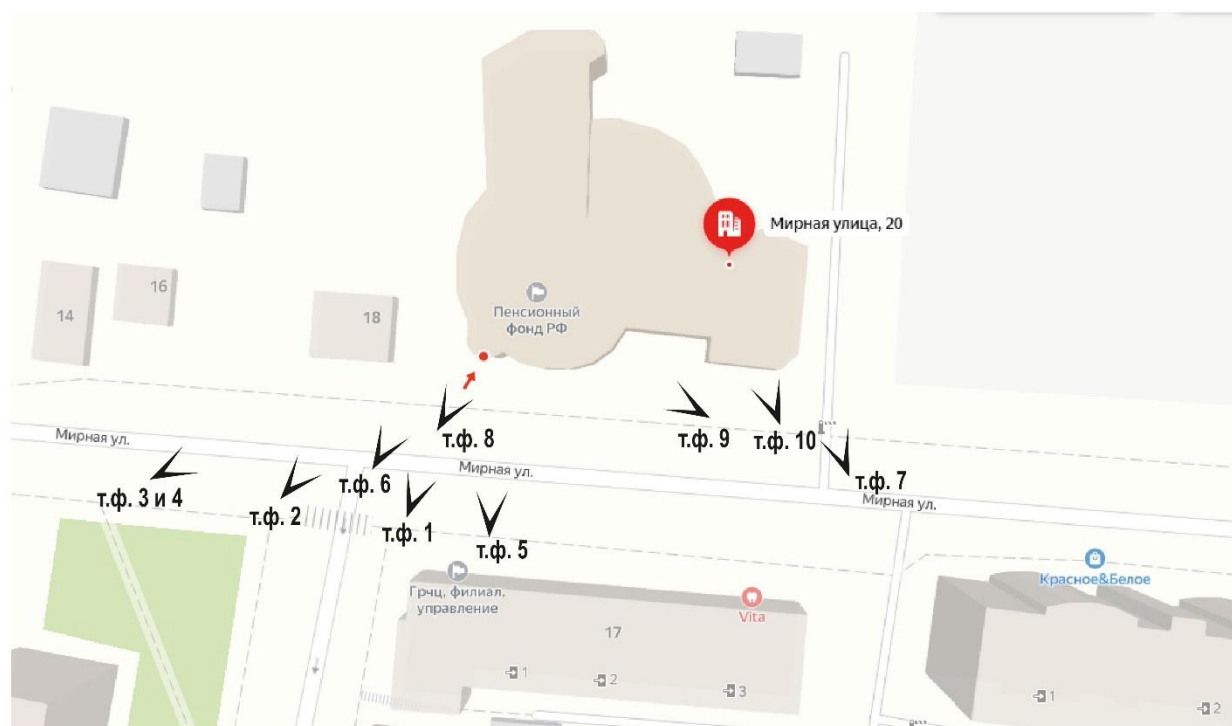 Мирная улица, 20
16
14
18
Пенсионный
фонд РФ
т.ф. 8
т.ф. 9
т.ф. 10
Мирная ул.
Мирная ул.
т.ф. 6
т.ф. 7
т.ф. 3 и 4
т.ф. 2
Мирная ул.
т.ф. 1
т.ф. 5
Грчц, филиал,
управление
Vita
Красное&Белое
17
1
2
3
1
2